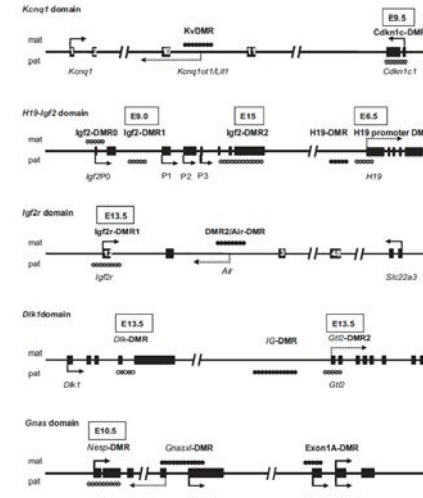 Kcnq1 domain
E9.5
KvDMR
Cdkn1c-DMR
mat
pat
Kcnq1
Kcnq1ot1/Lit1
Cdkn1c1
H19-Igf2 domain
E9.0
E15
E6.5
Igf2-DMR0
Igf2-DMR1
Igf2-DMR2
H19-DMR
H19 promoter DM
mat
pat
Igf2P0
P1
P2
P3
H19
Igf2r domain
E13.5
Igf2r-DMR1
DMR2/Air-DMR
mat
pat
Igf2r
Air
Slc22a3
Dlk1domain
E13.5
E13.5
Dlk-DMR
IG-DMR
Gtl2-DMR2
mat
pat
Dlk1
Gtl2
Gnas domain
E10.5
Nesp-DMR
Gnasxl-DMR
Exon1A-DMR
mat
pat